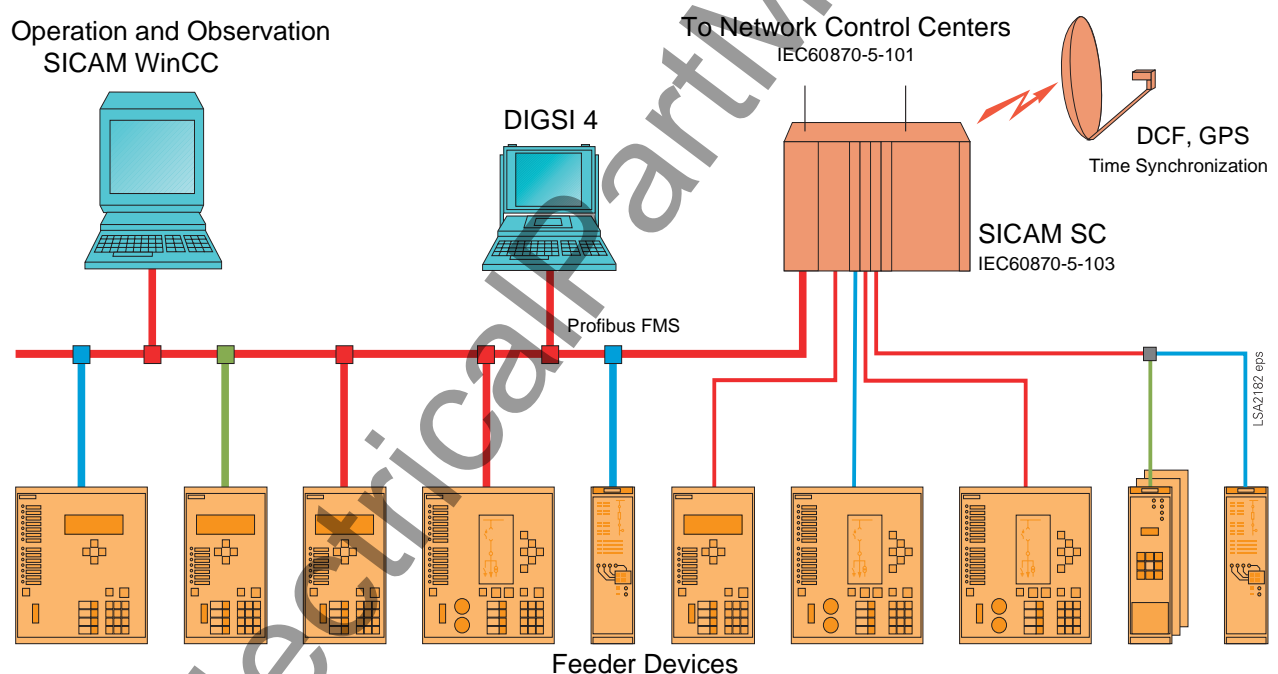 Operation and Observation
SICAM WinCC
DIGSI 4
To Network Control Centers
IEC60870-5-101
DCF, GPS
Time Synchronization
SICAM SC
IEC60870-5-103
Profibus FMS
LSA2182 eps
Feeder Devices
electricalPartM